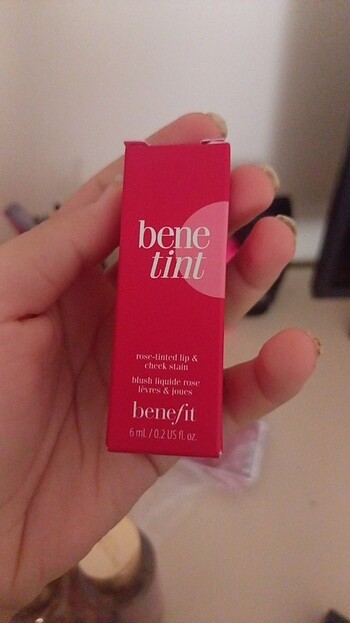 bene
tint
rose-tinted lip &
cheek stain
blush liquide rose
lèvres & joues
benefit
6 mL / 0.2 US fl. oz.